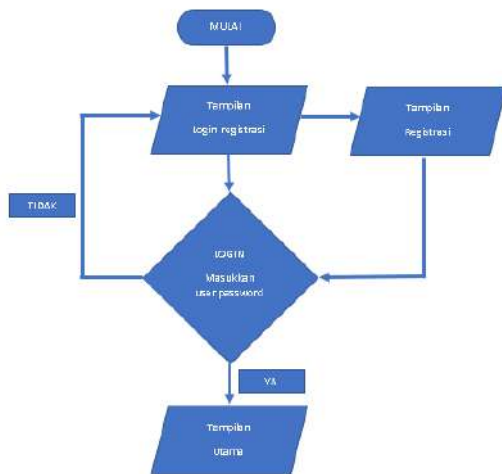 MULAI
Tampilan
Login registrasi
Tampilan
Registrasi
TIDAK
LOGIN
Masukkan
user password
YA
Tampilan
Utama